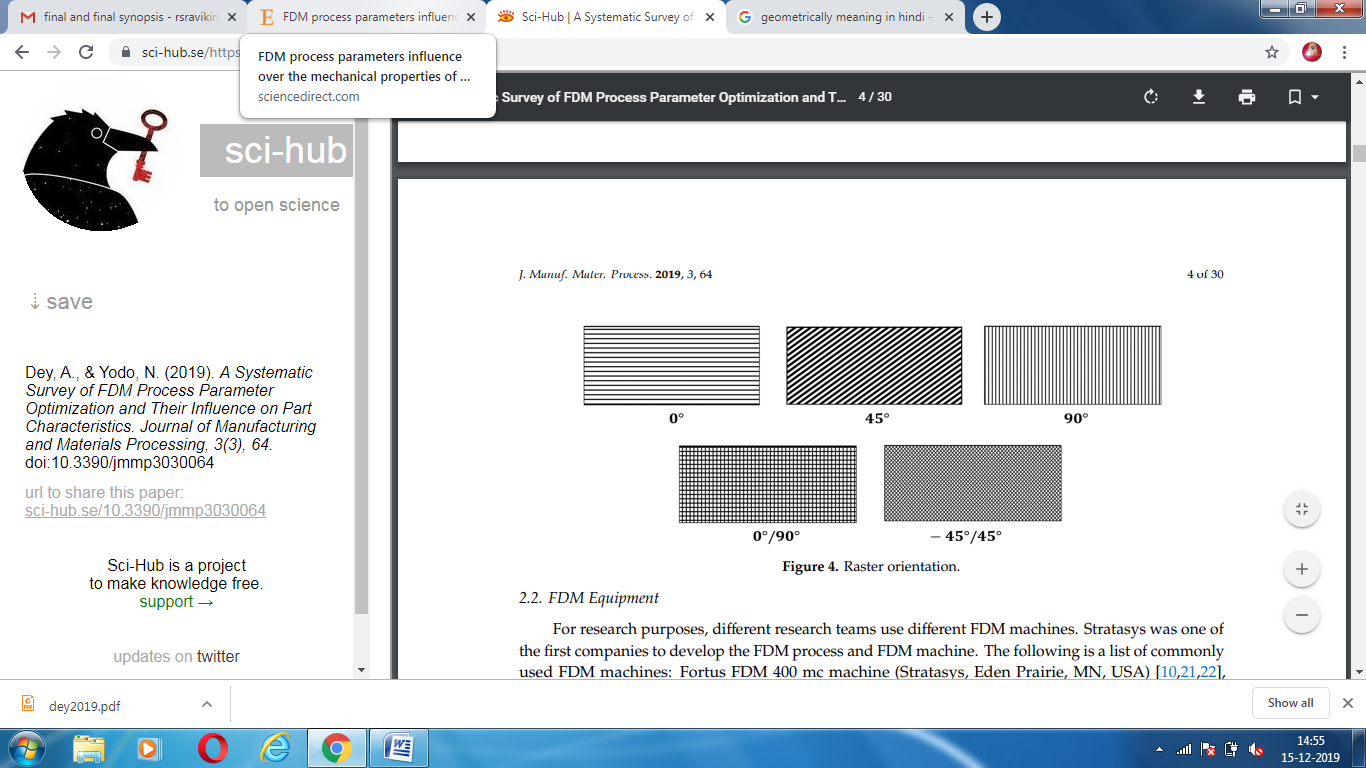 final and final synopsis - rsravikin
FDM process parameters influenc
Sci-Hub | A Systematic Survey of
geometrically meaning in hindi -
sci-hub.se/https
FDM process parameters influence
over the mechanical properties of ...
sciencedirect.com
c Survey of FDM Process Parameter Optimization and T... 4 / 30
sci-hub
to open science
⇣ save
Dey, A., & Yodo, N. (2019). A Systematic
Survey of FDM Process Parameter
Optimization and Their Influence on Part
Characteristics. Journal of Manufacturing
and Materials Processing, 3(3), 64.
doi:10.3390/jmmp3030064
url to share this paper:
sci-hub.se/10.3390/jmmp3030064
Sci-Hub is a project
to make knowledge free.
support →
updates on twitter
J. Manuf. Mater. Process. 2019, 3, 64 4 of 30
0° 45° 90°
0°/90° − 45°/45°
Figure 4. Raster orientation.
2.2. FDM Equipment
For research purposes, different research teams use different FDM machines. Stratasys was one of
the first companies to develop the FDM process and FDM machine. The following is a list of commonly
used FDM machines: Fortus FDM 400 mc machine (Stratasys, Eden Prairie, MN, USA) [10,21,22],
dey2019.pdf
Show all
14:55
15-12-2019